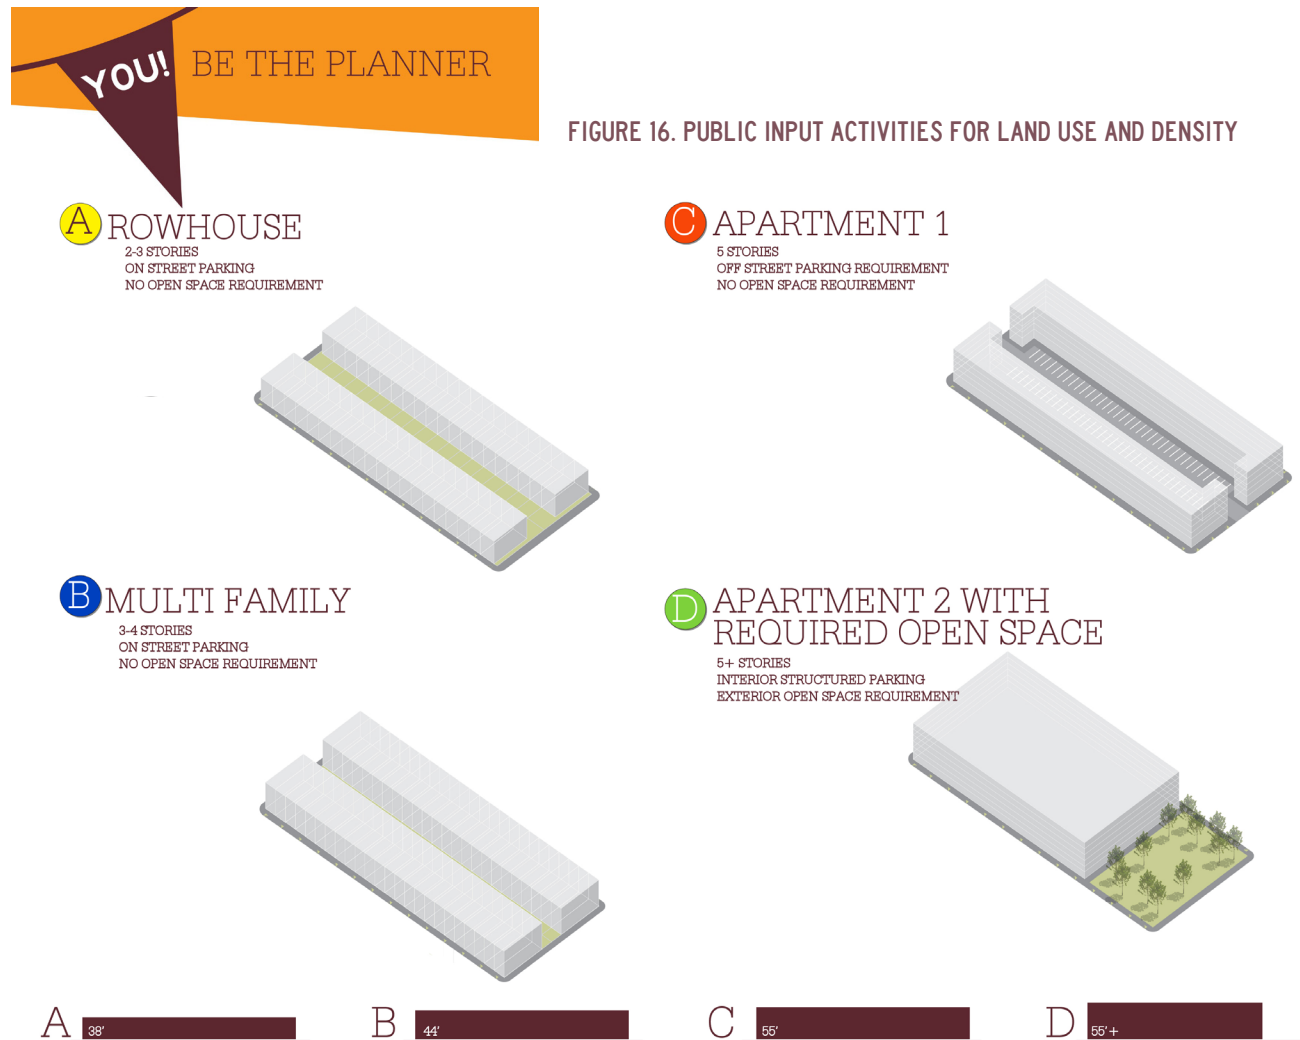 YOU! BE THE PLANNER
FIGURE 16. PUBLIC INPUT ACTIVITIES FOR LAND USE AND DENSITY
A ROWHOUSE
2-3 STORIES
ON STREET PARKING
NO OPEN SPACE REQUIREMENT
C APARTMENT 1
5 STORIES
OFF STREET PARKING REQUIREMENT
NO OPEN SPACE REQUIREMENT
B MULTI FAMILY
3-4 STORIES
ON STREET PARKING
NO OPEN SPACE REQUIREMENT
D APARTMENT 2 WITH
REQUIRED OPEN SPACE
5+ STORIES
INTERIOR STRUCTURED PARKING
EXTERIOR OPEN SPACE REQUIREMENT
A 38'
B 44'
C 55'
D 55'+